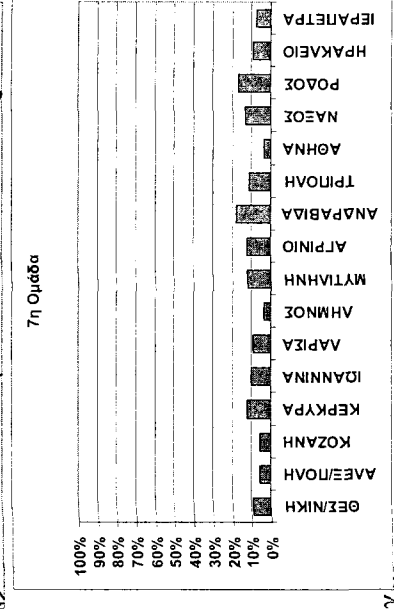 7η Ομάδα
100%
90%
80%
70%
60%
50%
40%
30%
20%
10%
0%
ΘΕΣ/ΝΙΚΗ
ΑΛΕΞ/ΠΟΛΗ
ΚΟΖΑΝΗ
ΚΕΡΚΥΡΑ
ΙΩΑΝΝΙΝΑ
ΛΑΡΙΣΑ
ΛΗΜΝΟΣ
ΜΥΤΙΛΗΝΗ
ΑΓΡΙΝΙΟ
ΑΝΔΡΑΒΙΔΑ
ΤΡΙΠΟΛΗ
ΑΘΗΝΑ
ΝΑΞΟΣ
ΡΟΔΟΣ
ΗΡΑΚΛΕΙΟ
ΙΕΡΑΠΕΤΡΑ